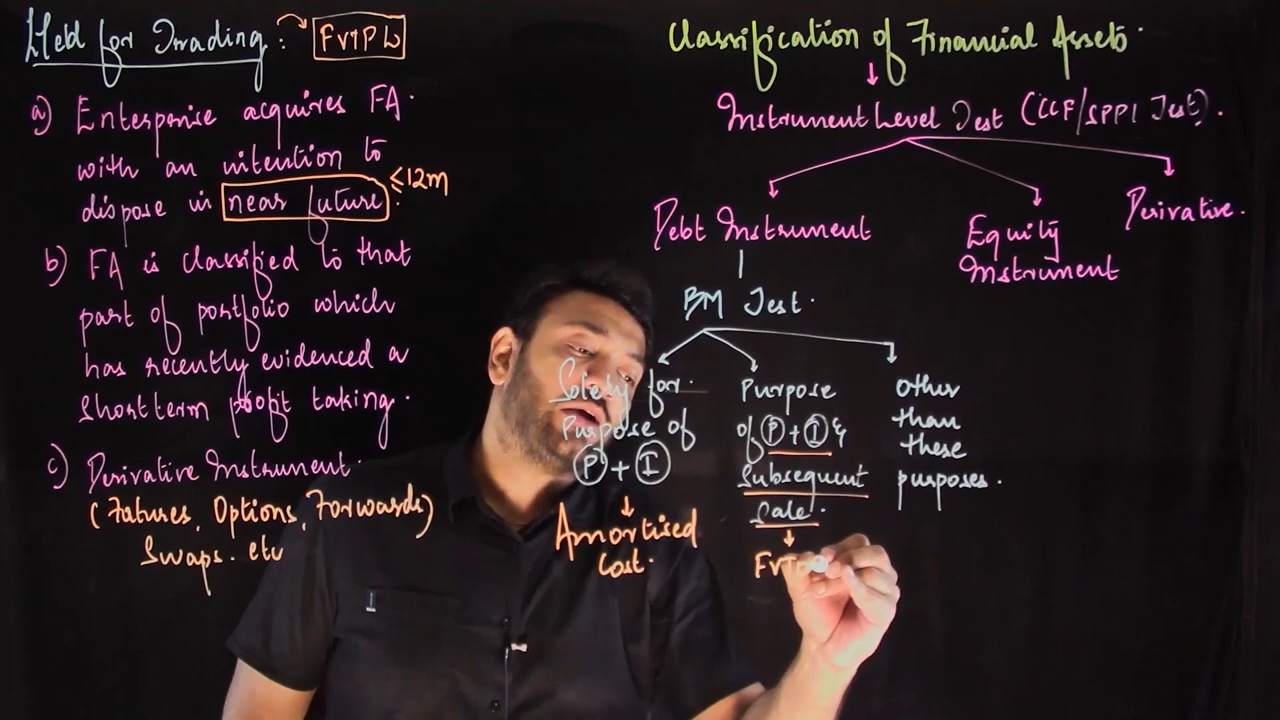 Held for Trading : FVTPL
a) Enterprise acquires FA.
with an intention to
dispose in near future. ≤12m
b) FA is classified to that
part of portfolio which
has recently evidenced a
short term profit taking.
c) Derivative Instrument.
(Futures, Options, Forwards)
Swaps. etc
Classification of Financial Assets.
Instrument Level Test (CCF/SPPI Test).
Debt Instrument
Equity
Instrument
Derivative.
BM Test.
Solely for
Purpose of
(P) + (I)
Amortised
Cost.
Purpose
of (P) + (I) &
Subsequent
Sale.
other
than
these
purposes.